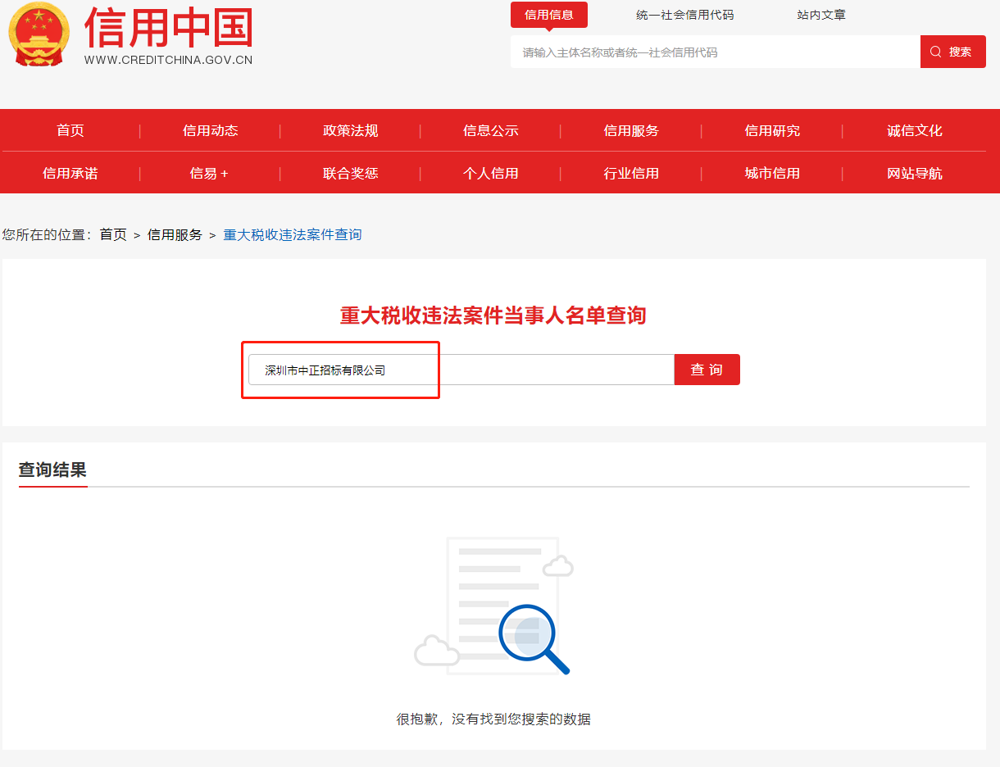 信用中国
WWW.CREDITCHINA.GOV.CN
信用信息 统一社会信用代码 站内文章
请输入主体名称或者统一社会信用代码 搜索
首页 | 信用动态 | 政策法规 | 信息公示 | 信用服务 | 信用研究 | 诚信文化
信用承诺 | 信易+ | 联合奖惩 | 个人信用 | 行业信用 | 城市信用 | 网站导航
您所在的位置：首页 > 信用服务 > 重大税收违法案件查询
重大税收违法案件当事人名单查询
深圳市中正招标有限公司 查 询
查询结果
很抱歉，没有找到您搜索的数据